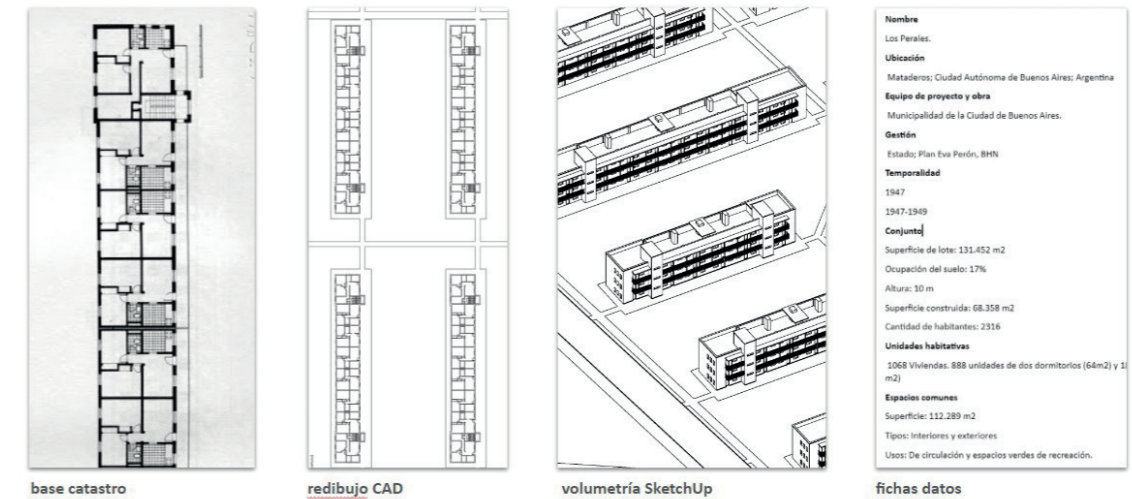 Nombre
Los Perales.
Ubicación
Mataderos; Ciudad Autónoma de Buenos Aires; Argentina
Equipo de proyecto y obra
Municipalidad de la Ciudad de Buenos Aires.
Gestión
Estado; Plan Eva Perón, BHN
Temporalidad
1947
1947-1949
Conjunto
Superficie de lote: 131.452 m2
Ocupación del suelo: 17%
Altura: 10 m
Superficie construida: 68.358 m2
Cantidad de habitantes: 2316
Unidades habitativas
1068 Viviendas. 888 unidades de dos dormitorios (64m2) y
m2)
Espacios comunes
Superficie: 112.289 m2
Tipos: Interiores y exteriores
Usos: De circulación y espacios verdes de recreación.
base catastro
redibujo CAD
volumetría SketchUp
fichas datos